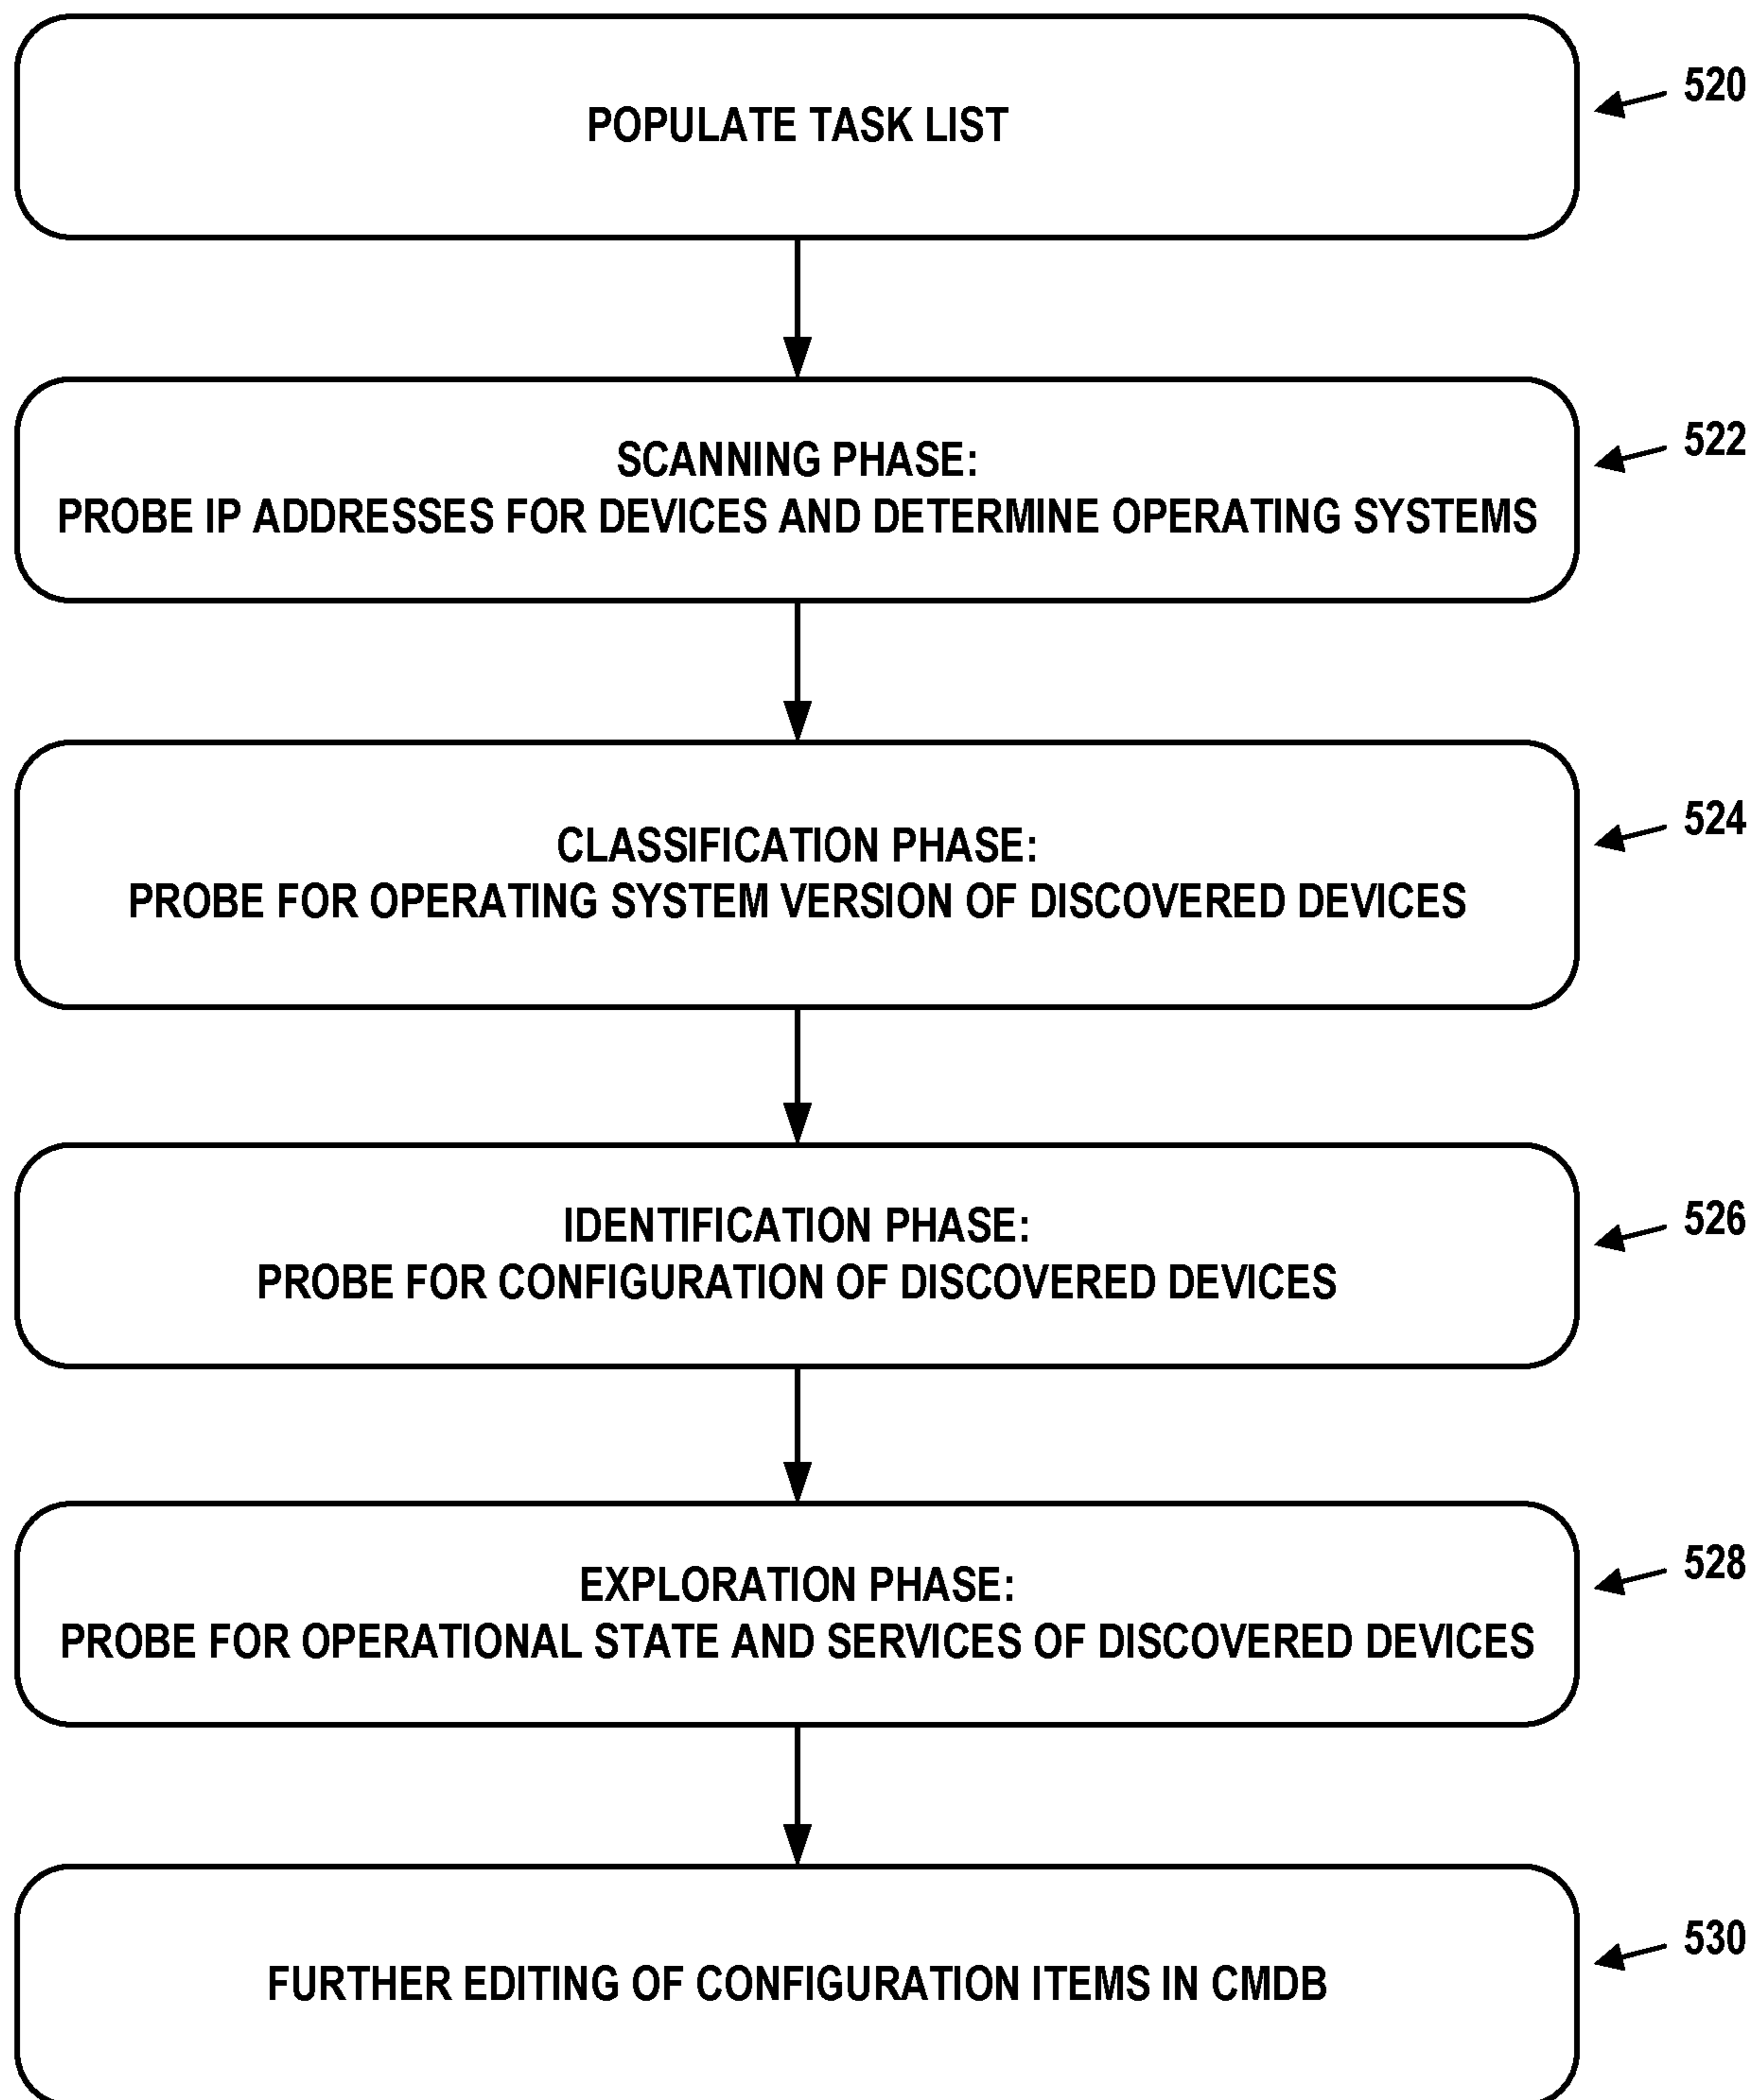 POPULATE TASK LIST
520
SCANNING PHASE:
PROBE IP ADDRESSES FOR DEVICES AND DETERMINE OPERATING SYSTEMS
522
CLASSIFICATION PHASE:
PROBE FOR OPERATING SYSTEM VERSION OF DISCOVERED DEVICES
524
IDENTIFICATION PHASE:
PROBE FOR CONFIGURATION OF DISCOVERED DEVICES
526
EXPLORATION PHASE:
PROBE FOR OPERATIONAL STATE AND SERVICES OF DISCOVERED DEVICES
528
FURTHER EDITING OF CONFIGURATION ITEMS IN CMDB
530